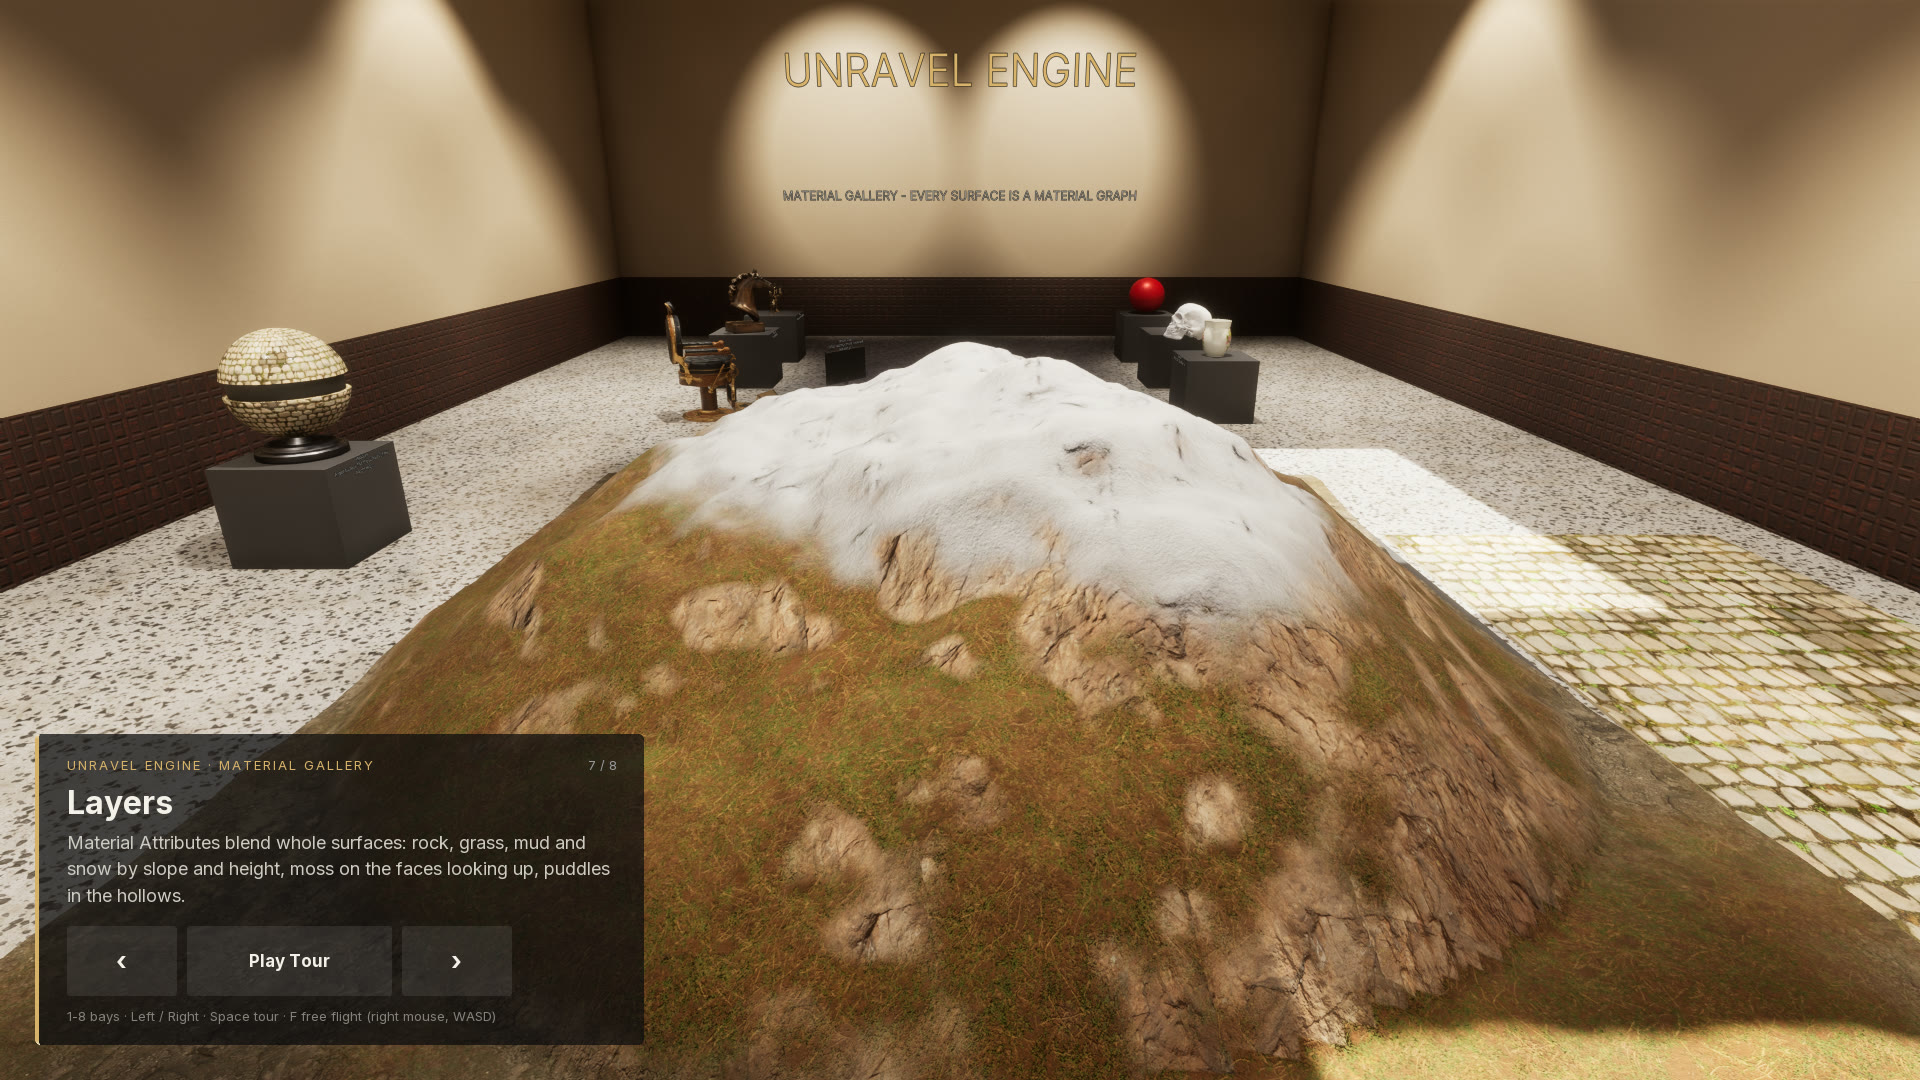 UNRAVEL ENGINE
MATERIAL GALLERY - EVERY SURFACE IS A MATERIAL GRAPH
UNRAVEL ENGINE · MATERIAL GALLERY
7 / 8
Layers
Material Attributes blend whole surfaces: rock, grass, mud and
snow by slope and height, moss on the faces looking up, puddles
in the hollows.
‹
Play Tour
›
1-8 bays · Left / Right · Space tour · F free flight (right mouse, WASD)